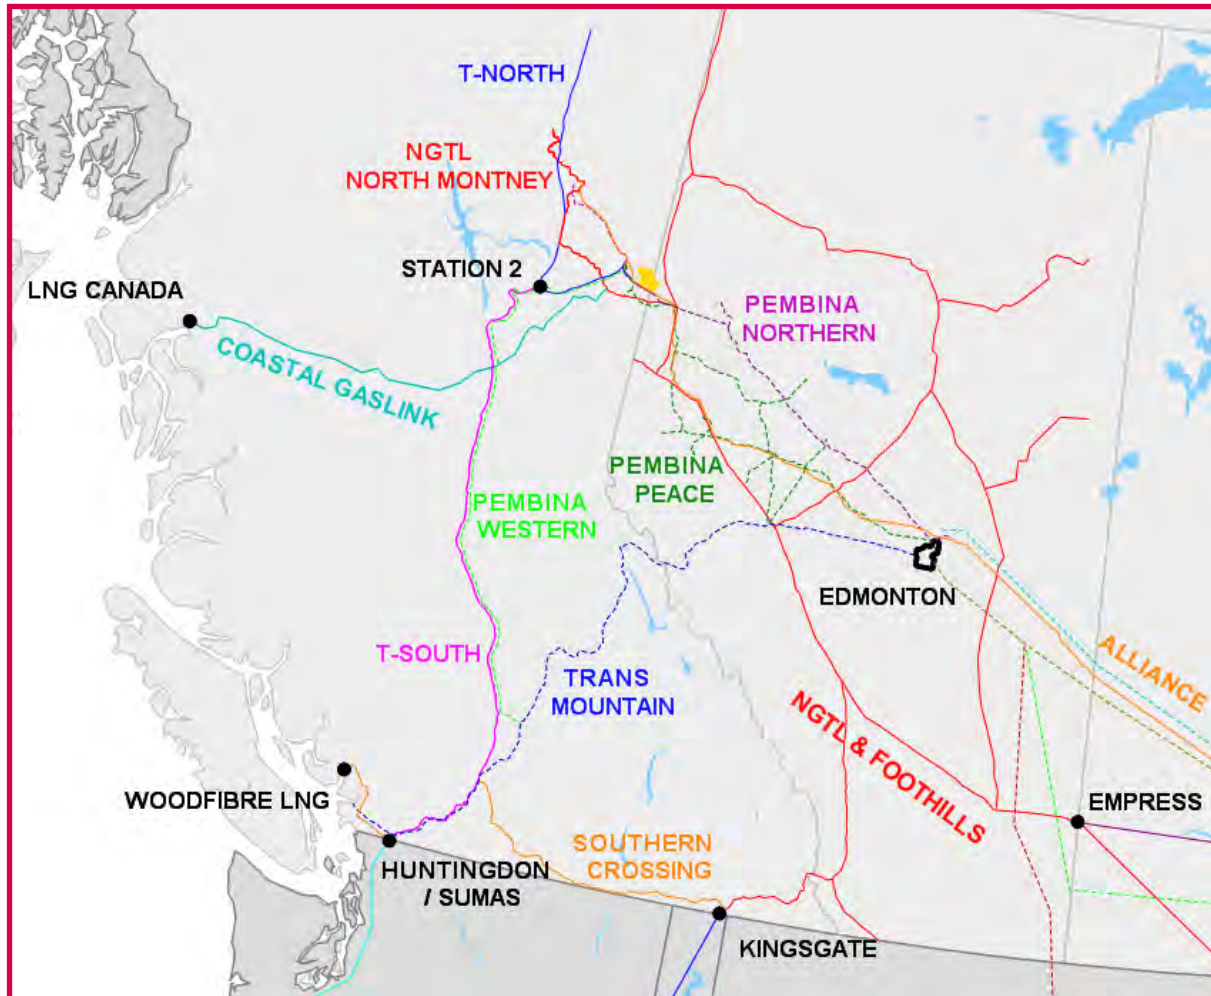 T-NORTH
NGTL
NORTH MONTNEY
STATION 2
LNG CANADA
COASTAL GASLINK
PEMBINA
NORTHERN
PEMBINA
PEACE
PEMBINA
WESTERN
EDMONTON
T-SOUTH
TRANS
MOUNTAIN
ALLIANCE
NGTL & FOOTHILLS
WOODFIBRE LNG
EMPRESS
SOUTHERN
CROSSING
HUNTINGDON
/ SUMAS
KINGSGATE